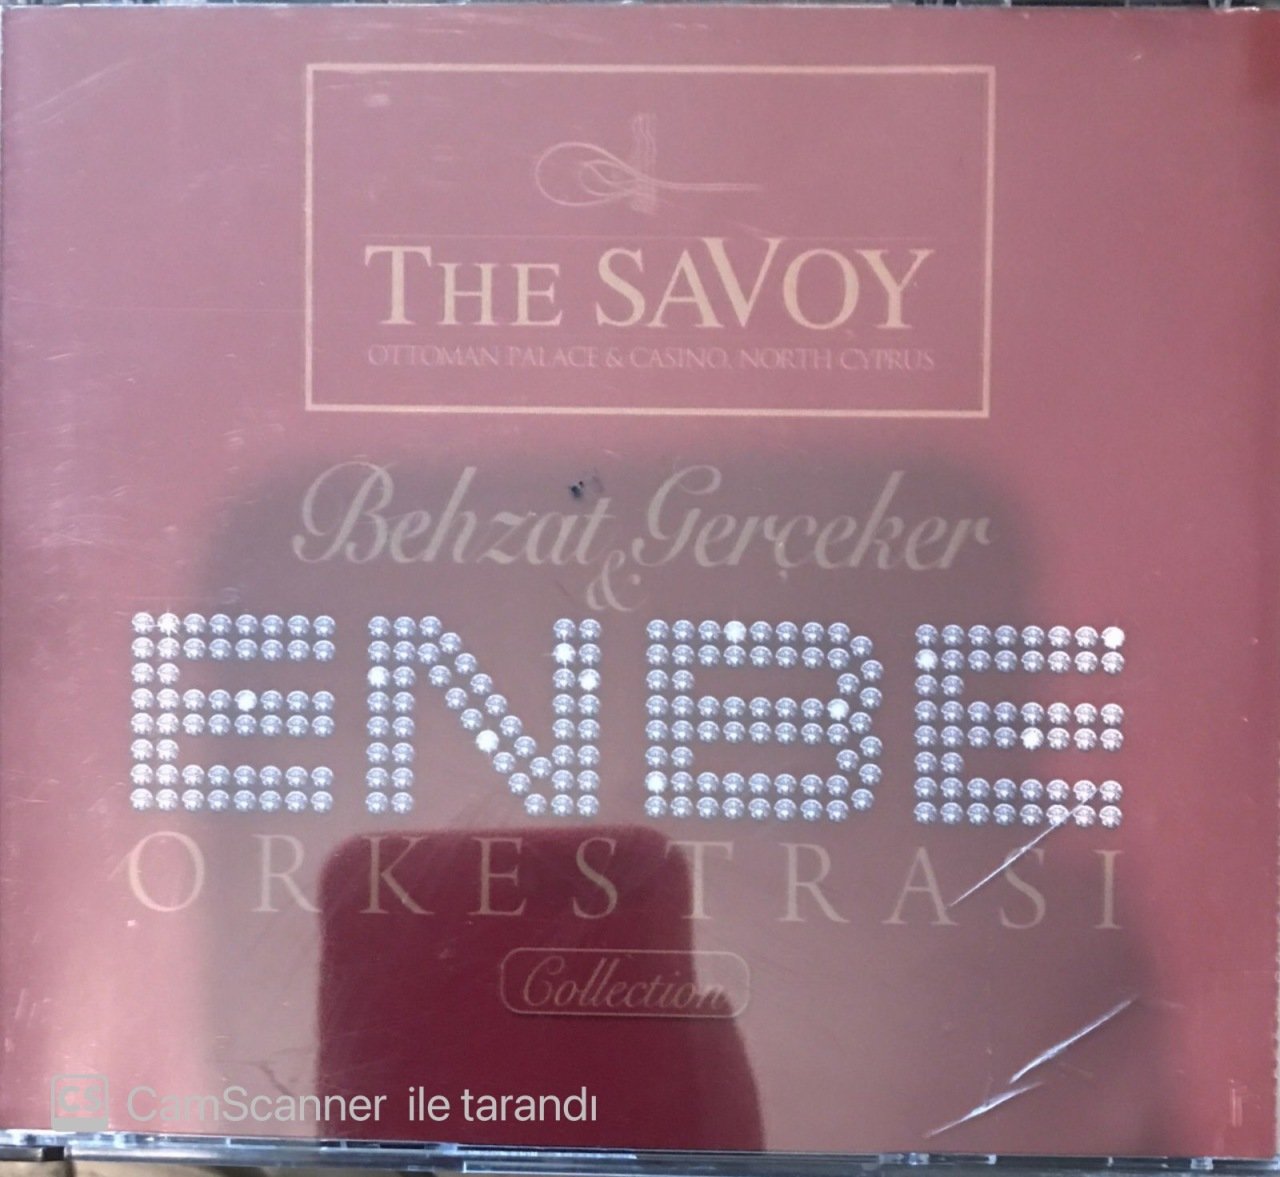 THE SAVOY
OTTOMAN PALACE & CASINO, NORTH CYPRUS
Behzat Gerçeker
&
ENBE
ORKESTRASI
Collection
CS CamScanner ile tarandı